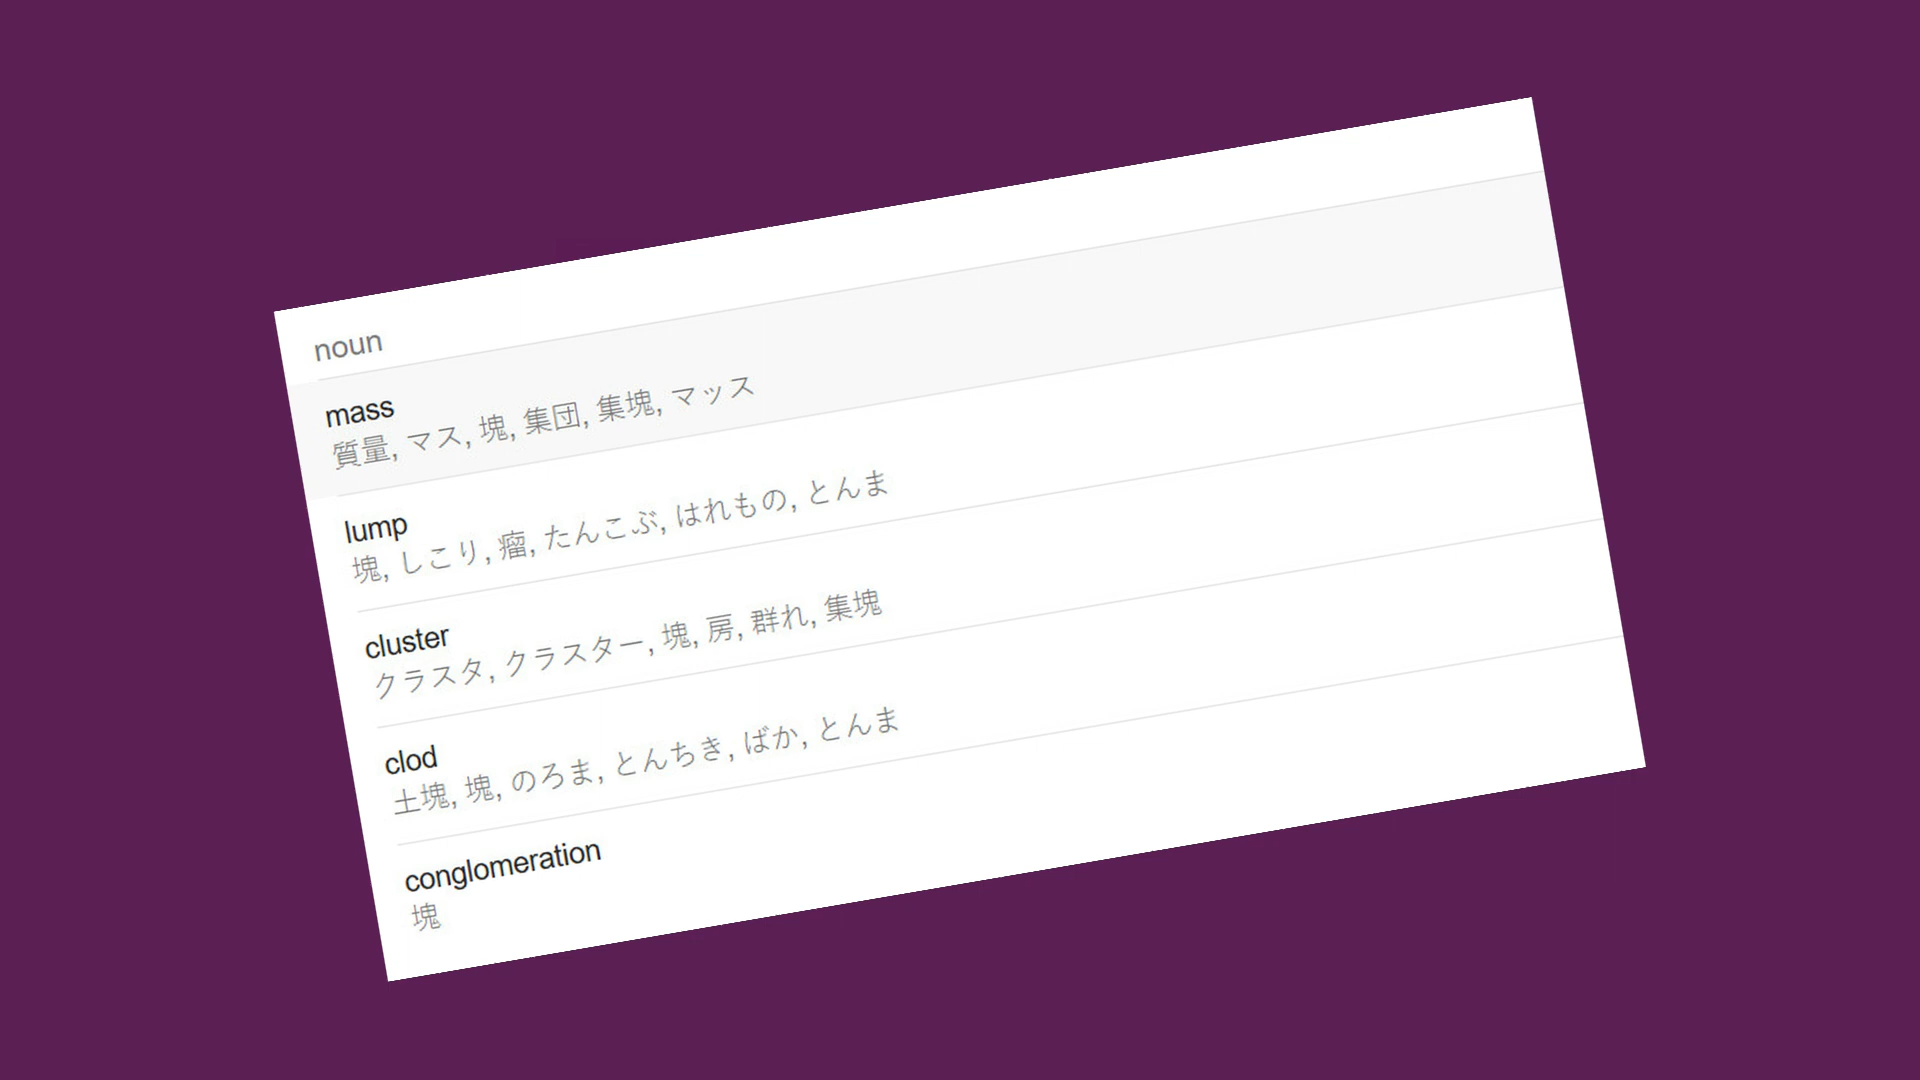 noun
mass
質量, マス, 塊, 集団, 集塊, マッス
lump
塊, しこり, 瘤, たんこぶ, はれもの, とんま
cluster
クラスタ, クラスター, 塊, 房, 群れ, 集塊
clod
土塊, 塊, のろま, とんちき, ばか, とんま
conglomeration
塊